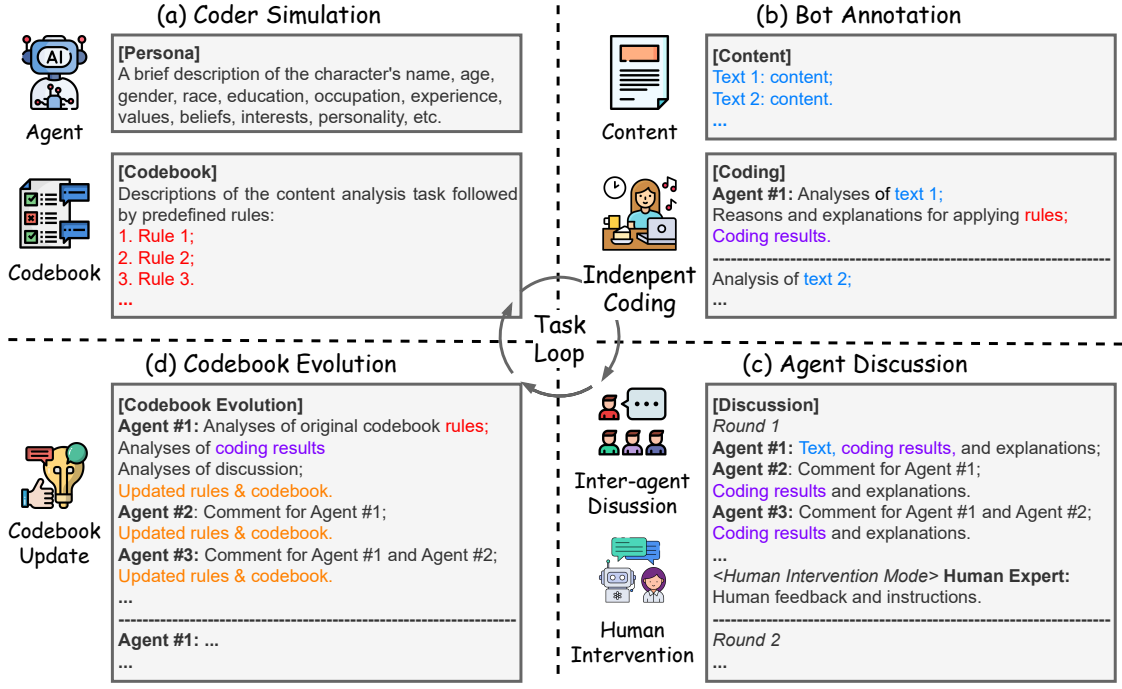 (a) Coder Simulation
AI
Agent
[Persona]
A brief description of the character's name, age,
gender, race, education, occupation, experience,
values, beliefs, interests, personality, etc.
Codebook
[Codebook]
Descriptions of the content analysis task followed
by predefined rules:
1. Rule 1;
2. Rule 2;
3. Rule 3.
...
(b) Bot Annotation
Content
[Content]
Text 1: content;
Text 2: content.
...
Indenpent
Coding
[Coding]
Agent #1: Analyses of text 1;
Reasons and explanations for applying rules;
Coding results.
Analysis of text 2;
...
Task
Loop
(d) Codebook Evolution
Codebook
Update
[Codebook Evolution]
Agent #1: Analyses of original codebook rules;
Analyses of coding results
Analyses of discussion;
Updated rules & codebook.
Agent #2: Comment for Agent #1;
Updated rules & codebook.
Agent #3: Comment for Agent #1 and Agent #2;
Updated rules & codebook.
...
Agent #1: ...
...
(c) Agent Discussion
Inter-agent
Disussion
Human
Intervention
[Discussion]
Round 1
Agent #1: Text, coding results, and explanations;
Agent #2: Comment for Agent #1;
Coding results and explanations.
Agent #3: Comment for Agent #1 and Agent #2;
Coding results and explanations.
...
<Human Intervention Mode> Human Expert:
Human feedback and instructions.
Round 2
...